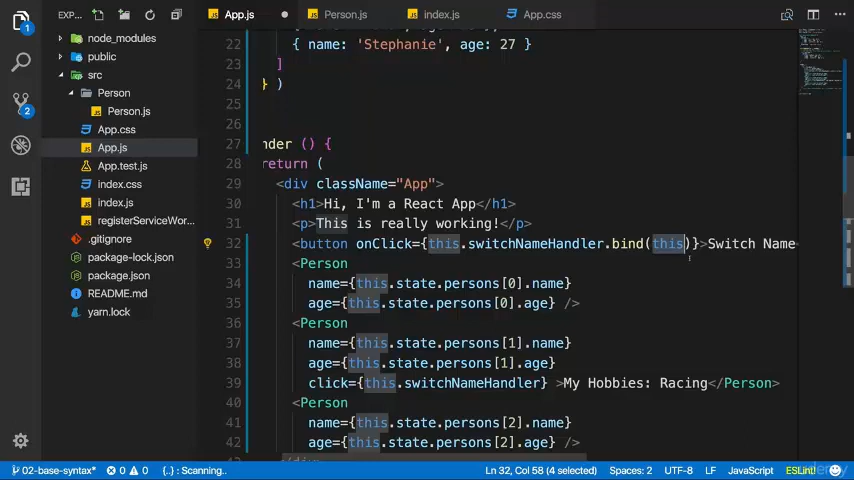 EXP...
App.js
Person.js
index.js
App.css
node_modules
public
src
Person
Person.js
App.css
App.js
App.test.js
index.css
index.js
registerServiceWor...
.gitignore
package-lock.json
package.json
README.md
yarn.lock
1
2
22 { name: 'Stephanie', age: 27 }
23 ]
24 } )
25
26
27 nder () {
28 return (
29 <div className="App">
30 <h1>Hi, I'm a React App</h1>
31 <p>This is really working!</p>
32 <button onClick={this.switchNameHandler.bind(this)}>Switch Name
33 <Person
34 name={this.state.persons[0].name}
35 age={this.state.persons[0].age} />
36 <Person
37 name={this.state.persons[1].name}
38 age={this.state.persons[1].age}
39 click={this.switchNameHandler} >My Hobbies: Racing</Person>
40 <Person
41 name={this.state.persons[2].name}
42 age={this.state.persons[2].age} />
02-base-syntax* 0 0 {..} : Scanning... Ln 32, Col 58 (4 selected) Spaces: 2 UTF-8 LF JavaScript ESLint